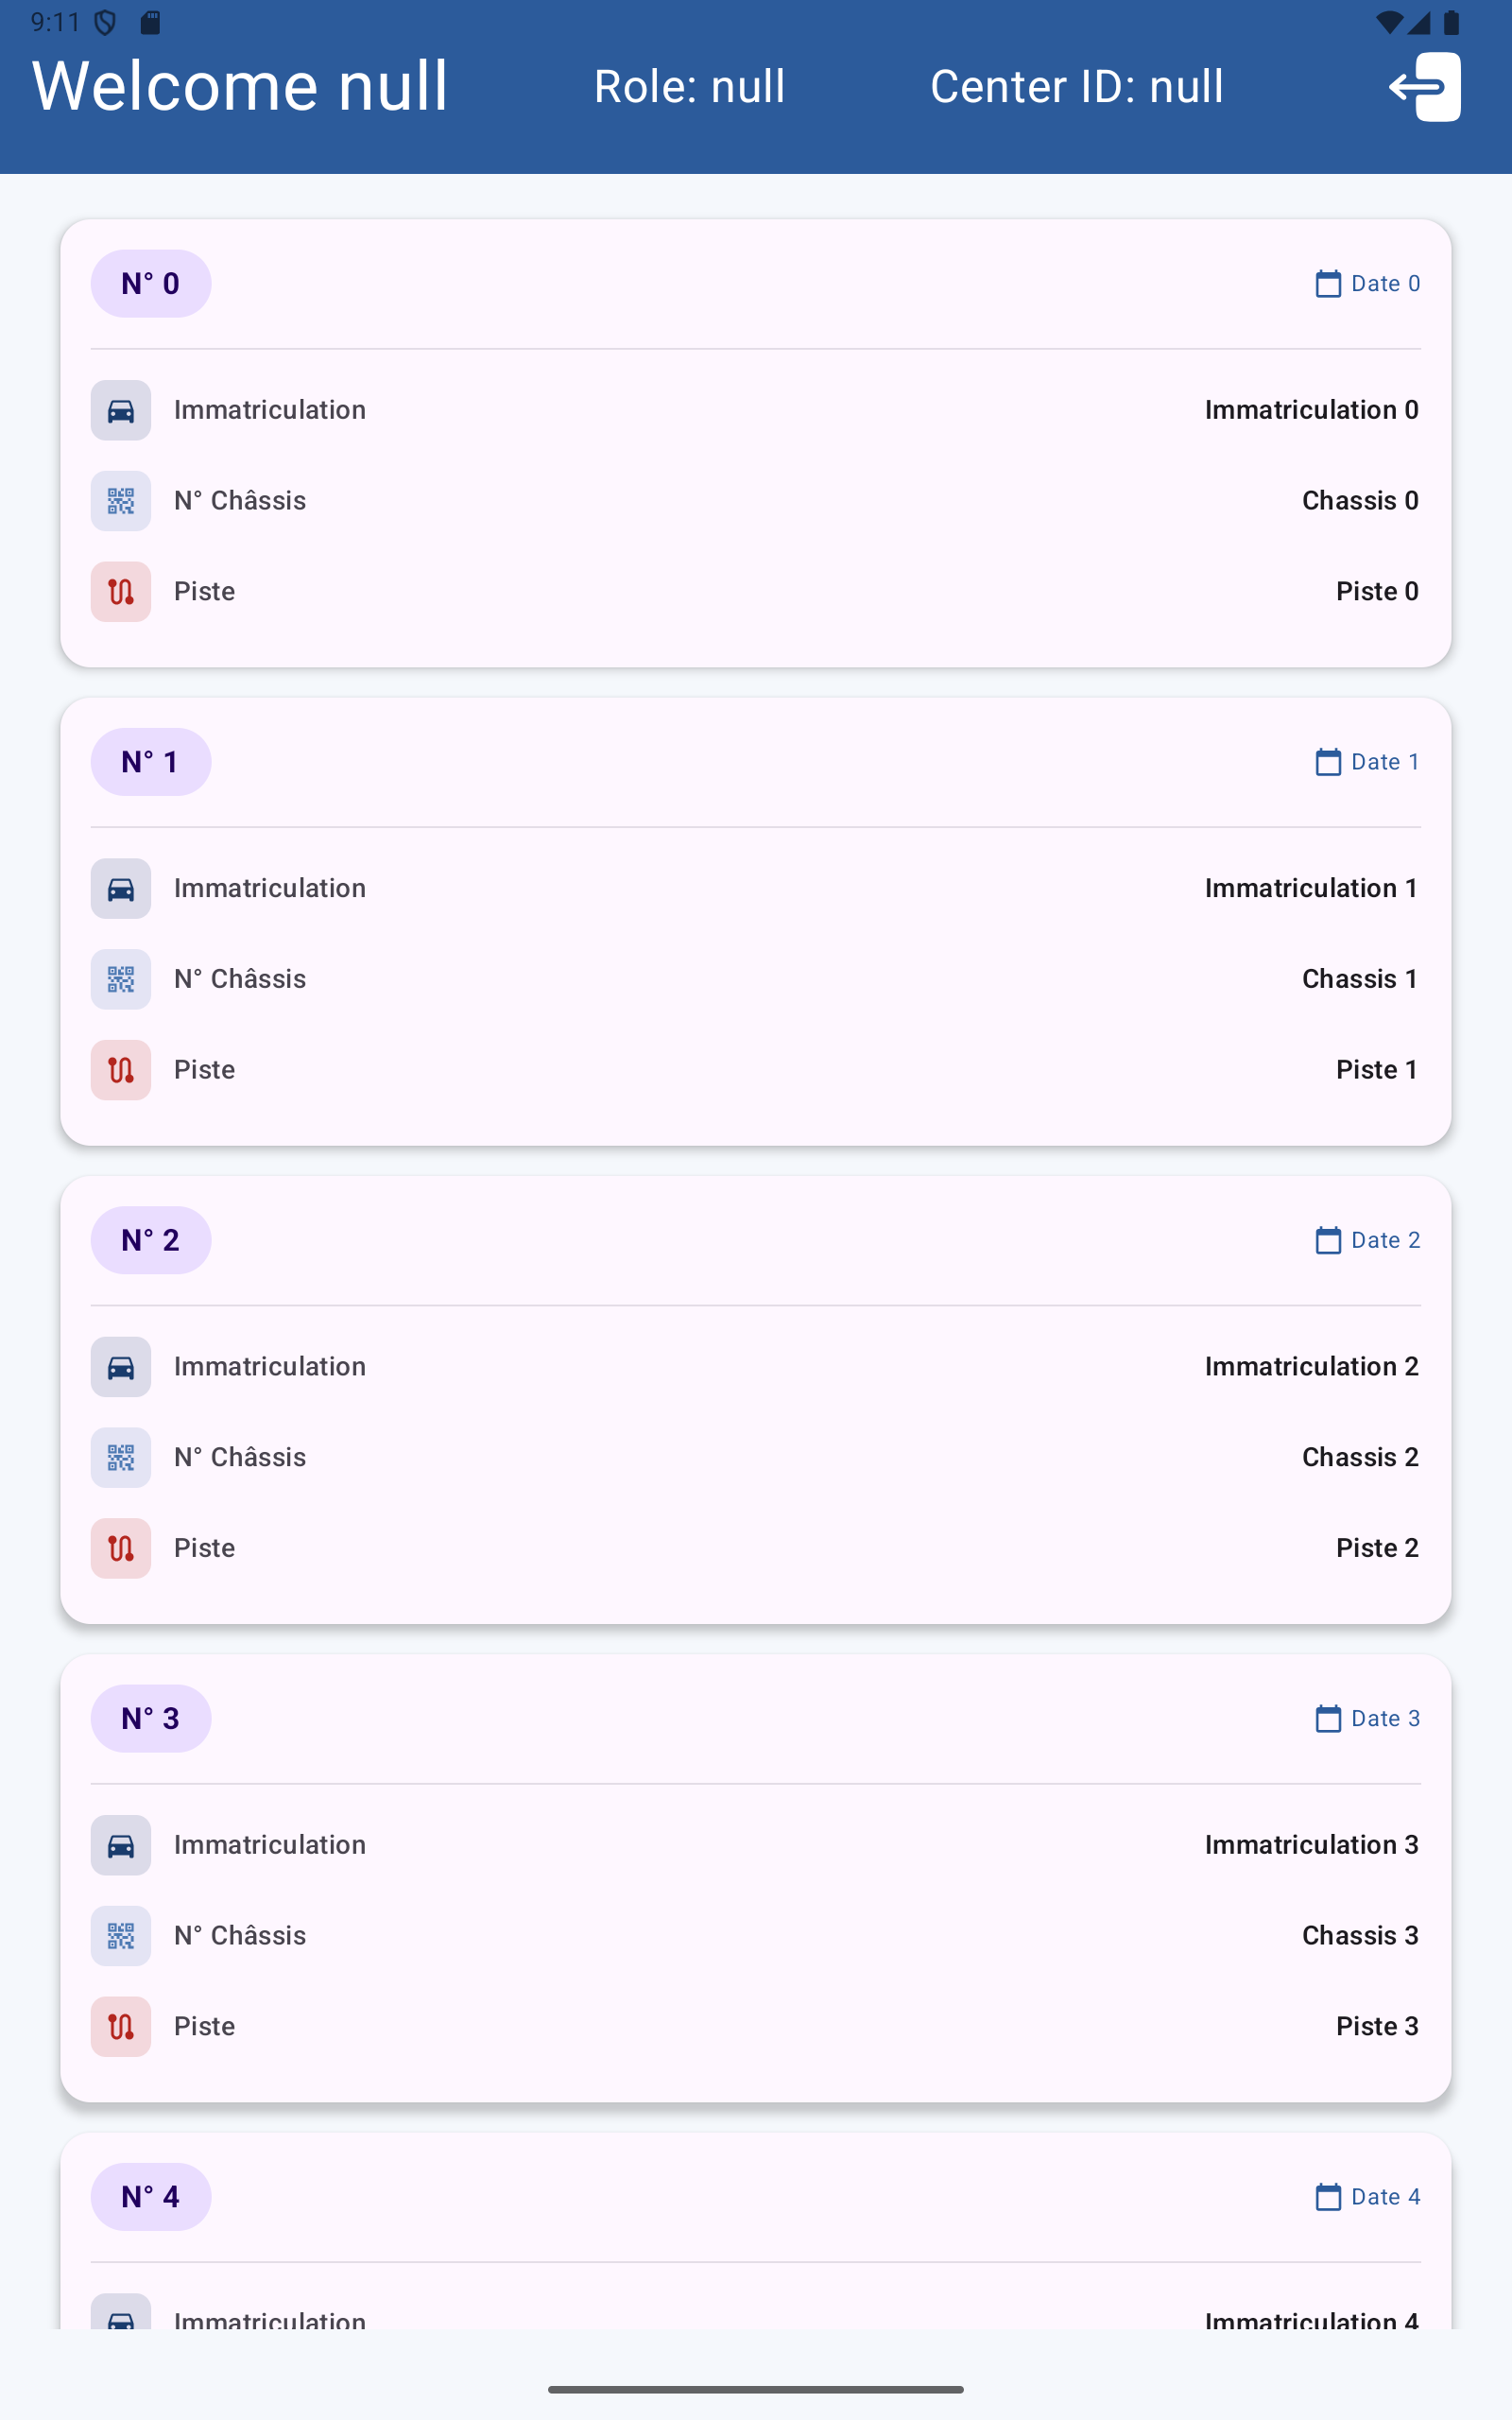 9:11
Welcome null Role: null Center ID: null
N° 0 Date 0
Immatriculation Immatriculation 0
N° Châssis Chassis 0
Piste Piste 0
N° 1 Date 1
Immatriculation Immatriculation 1
N° Châssis Chassis 1
Piste Piste 1
N° 2 Date 2
Immatriculation Immatriculation 2
N° Châssis Chassis 2
Piste Piste 2
N° 3 Date 3
Immatriculation Immatriculation 3
N° Châssis Chassis 3
Piste Piste 3
N° 4 Date 4
Immatriculation Immatriculation 4